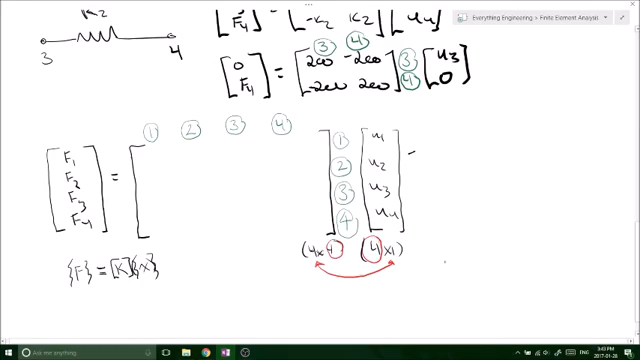 K2
3 4
[F4] = [-K2 K2] [u4]
3 4
[0 F4] = [200 -200 -200 200] 3 4 [u3 0]
1 2 3 4
[F1 F2 F3 F4] = [ ] 1 2 3 4 [u1 u2 u3 u4] -
{F} = [K]{x}
(4x4) (4x1)
Everything Engineering > Finite Element Analysi
Ask me anything
3:43 PM
2017-01-28